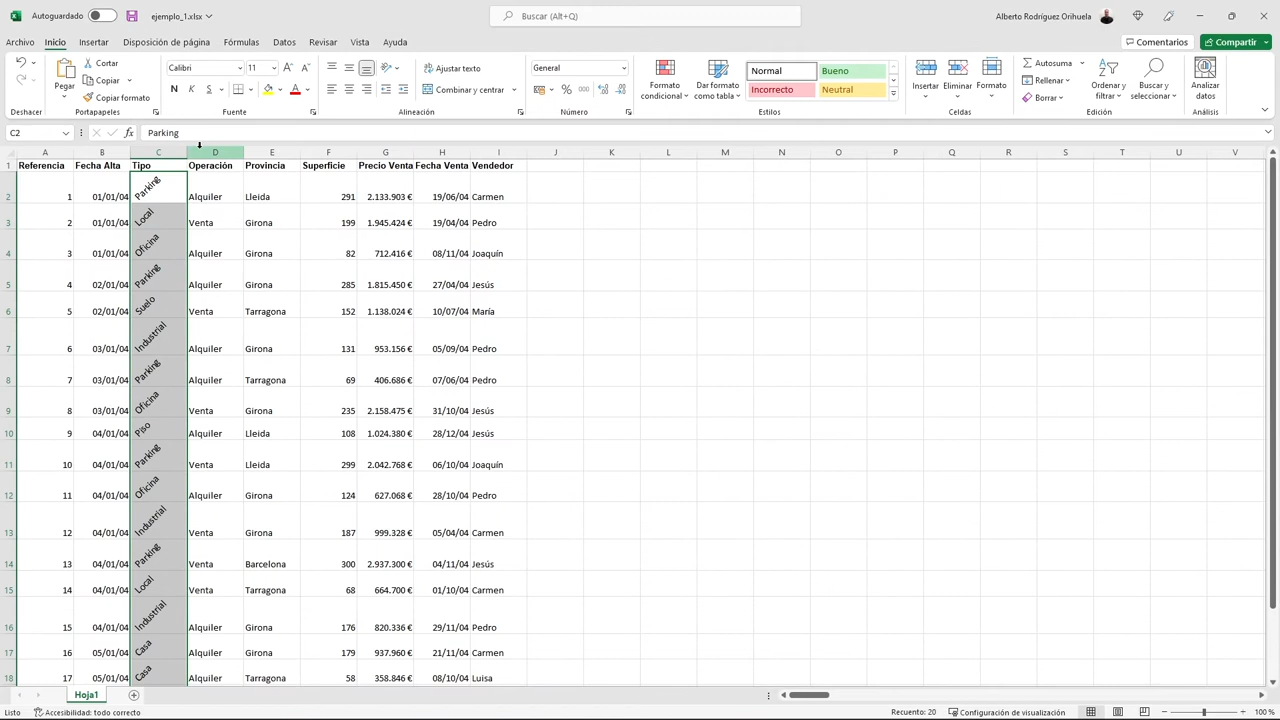 Autoguardado
ejemplo_1.xlsx
Buscar (Alt+Q)
Alberto Rodríguez Orihuela
Archivo Inicio Insertar Disposición de página Fórmulas Datos Revisar Vista Ayuda
Comentarios Compartir
Deshacer
Pegar
Cortar
Copiar
Copiar formato
Portapapeles
Calibri 11
N K S
Fuente
Ajustar texto
Combinar y centrar
Alineación
General
% 000
Número
Formato condicional
Dar formato como tabla
Normal Bueno
Incorrecto Neutral
Estilos
Insertar Eliminar Formato
Celdas
Autosuma
Rellenar
Borrar
Ordenar y filtrar
Buscar y seleccionar
Edición
Analizar datos
Análisis
C2 fx Parking
A B C D E F G H I J K L M N O P Q R S T U V
1 Referencia Fecha Alta Tipo Operación Provincia Superficie Precio Venta Fecha Venta Vendedor
2 1 01/01/04 Parking Alquiler Lleida 291 2.133.903 € 19/06/04 Carmen
3 2 01/01/04 Local Venta Girona 199 1.945.424 € 19/04/04 Pedro
4 3 01/01/04 Oficina Alquiler Girona 82 712.416 € 08/11/04 Joaquín
5 4 02/01/04 Parking Alquiler Girona 285 1.815.450 € 27/04/04 Jesús
6 5 02/01/04 Suelo Venta Tarragona 152 1.138.024 € 10/07/04 María
7 6 03/01/04 Industrial Alquiler Girona 131 953.156 € 05/09/04 Pedro
8 7 03/01/04 Parking Alquiler Tarragona 69 406.686 € 07/06/04 Pedro
9 8 03/01/04 Oficina Venta Girona 235 2.158.475 € 31/10/04 Jesús
10 9 04/01/04 Piso Alquiler Lleida 108 1.024.380 € 28/12/04 Jesús
11 10 04/01/04 Parking Venta Lleida 299 2.042.768 € 06/10/04 Joaquín
12 11 04/01/04 Oficina Alquiler Girona 124 627.068 € 28/10/04 Pedro
13 12 04/01/04 Industrial Venta Girona 187 999.328 € 05/04/04 Carmen
14 13 04/01/04 Parking Venta Barcelona 300 2.937.300 € 04/11/04 Jesús
15 14 04/01/04 Local Venta Tarragona 68 664.700 € 01/10/04 Carmen
16 15 04/01/04 Industrial Alquiler Girona 176 820.336 € 29/11/04 Pedro
17 16 05/01/04 Casa Alquiler Girona 179 937.960 € 21/11/04 Carmen
18 17 05/01/04 Casa Alquiler Tarragona 58 358.846 € 08/10/04 Luisa
Hoja1
Listo Accesibilidad: todo correcto Recuento: 20 Configuración de visualización 100 %